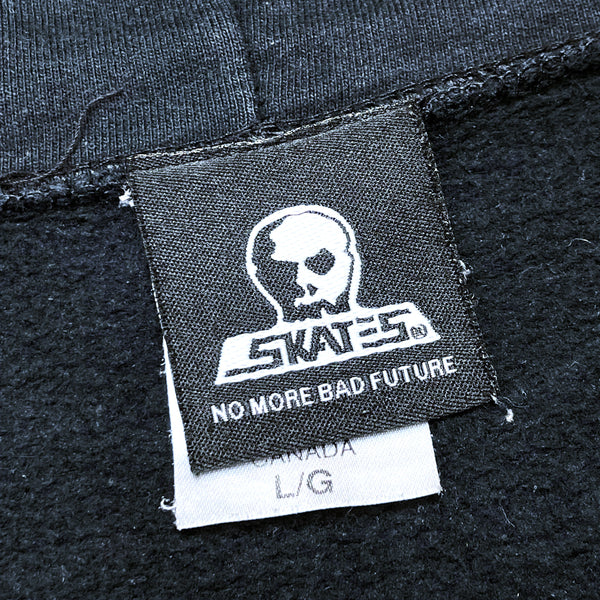 SKATES
NO MORE BAD FUTURE
CANADA
L/G